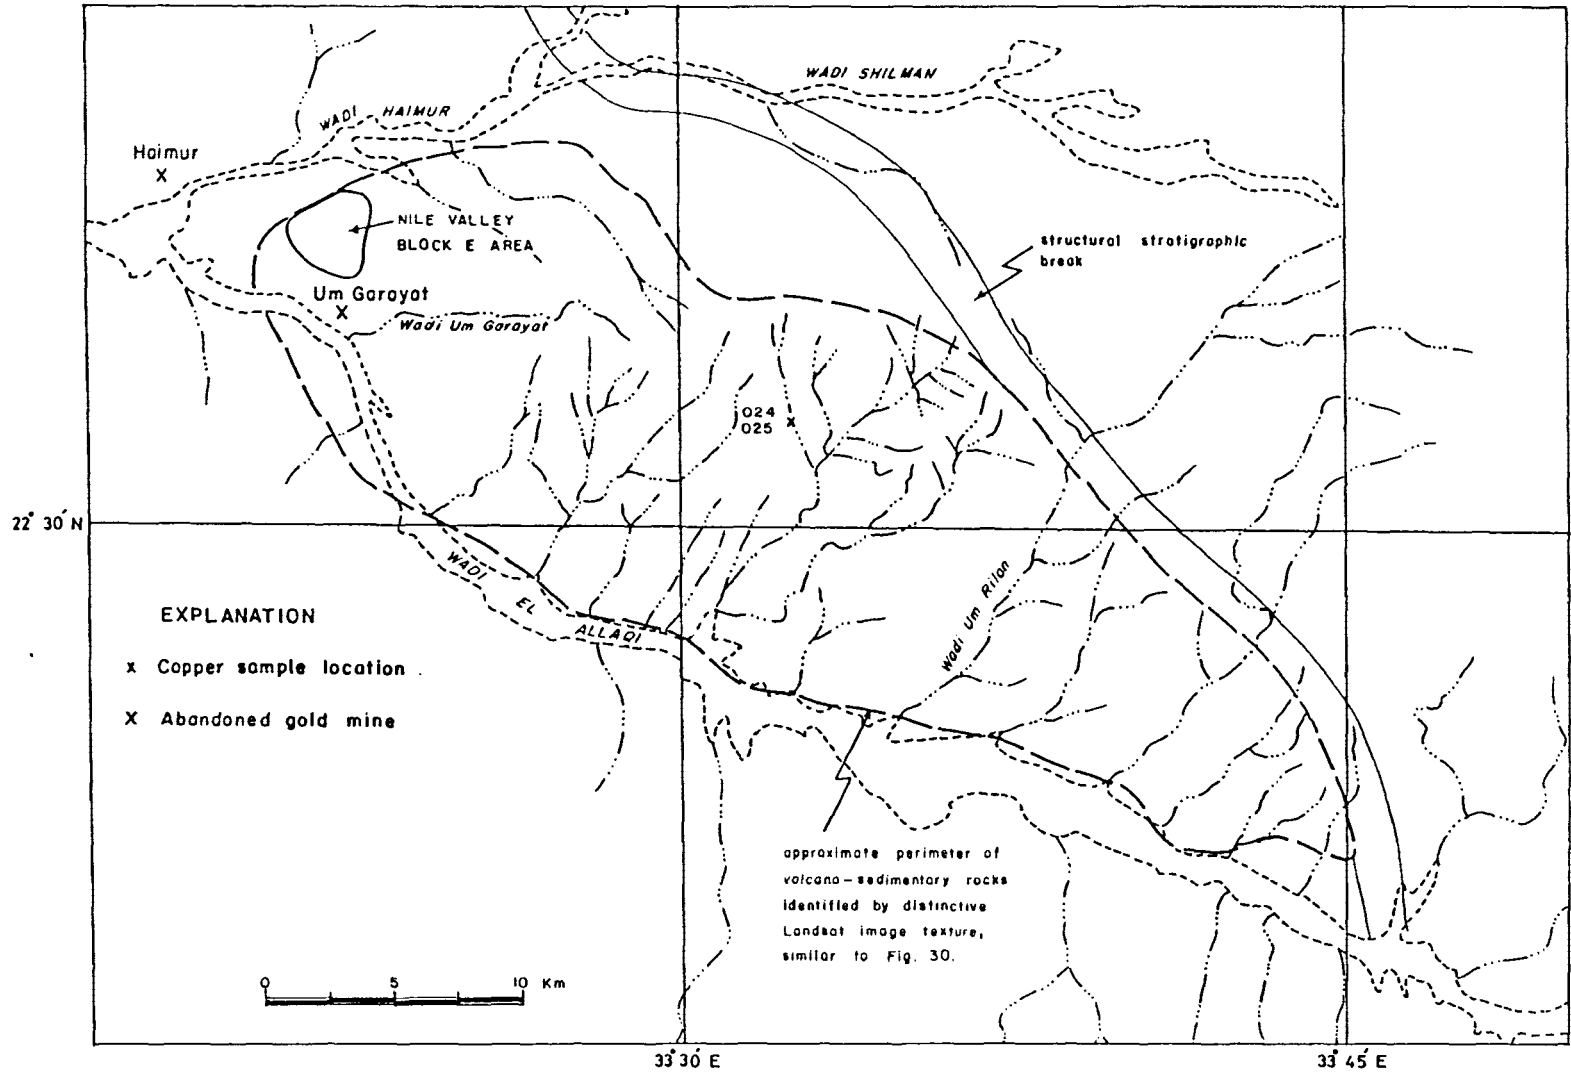 WADI SHILMAN
WADI HAIMUR
Haimur
X
NILE VALLEY
BLOCK E AREA
structural stratigraphic
break
Um Garayat
X
Wadi Um Garayat
024
025 x
22° 30' N
WADI
EL
ALLAQI
Wadi Um Rilan
EXPLANATION
x Copper sample location
X Abandoned gold mine
approximate perimeter of
volcano-sedimentary rocks
identified by distinctive
Landsat image texture,
similar to Fig. 30.
0 5 10 Km
33° 30' E
33° 45' E